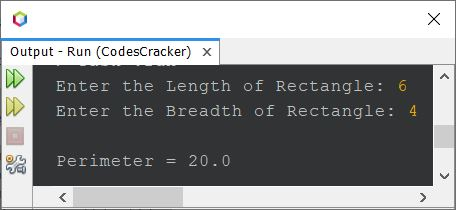 Output - Run (CodesCracker)
Enter the Length of Rectangle: 6
Enter the Breadth of Rectangle: 4
Perimeter = 20.0